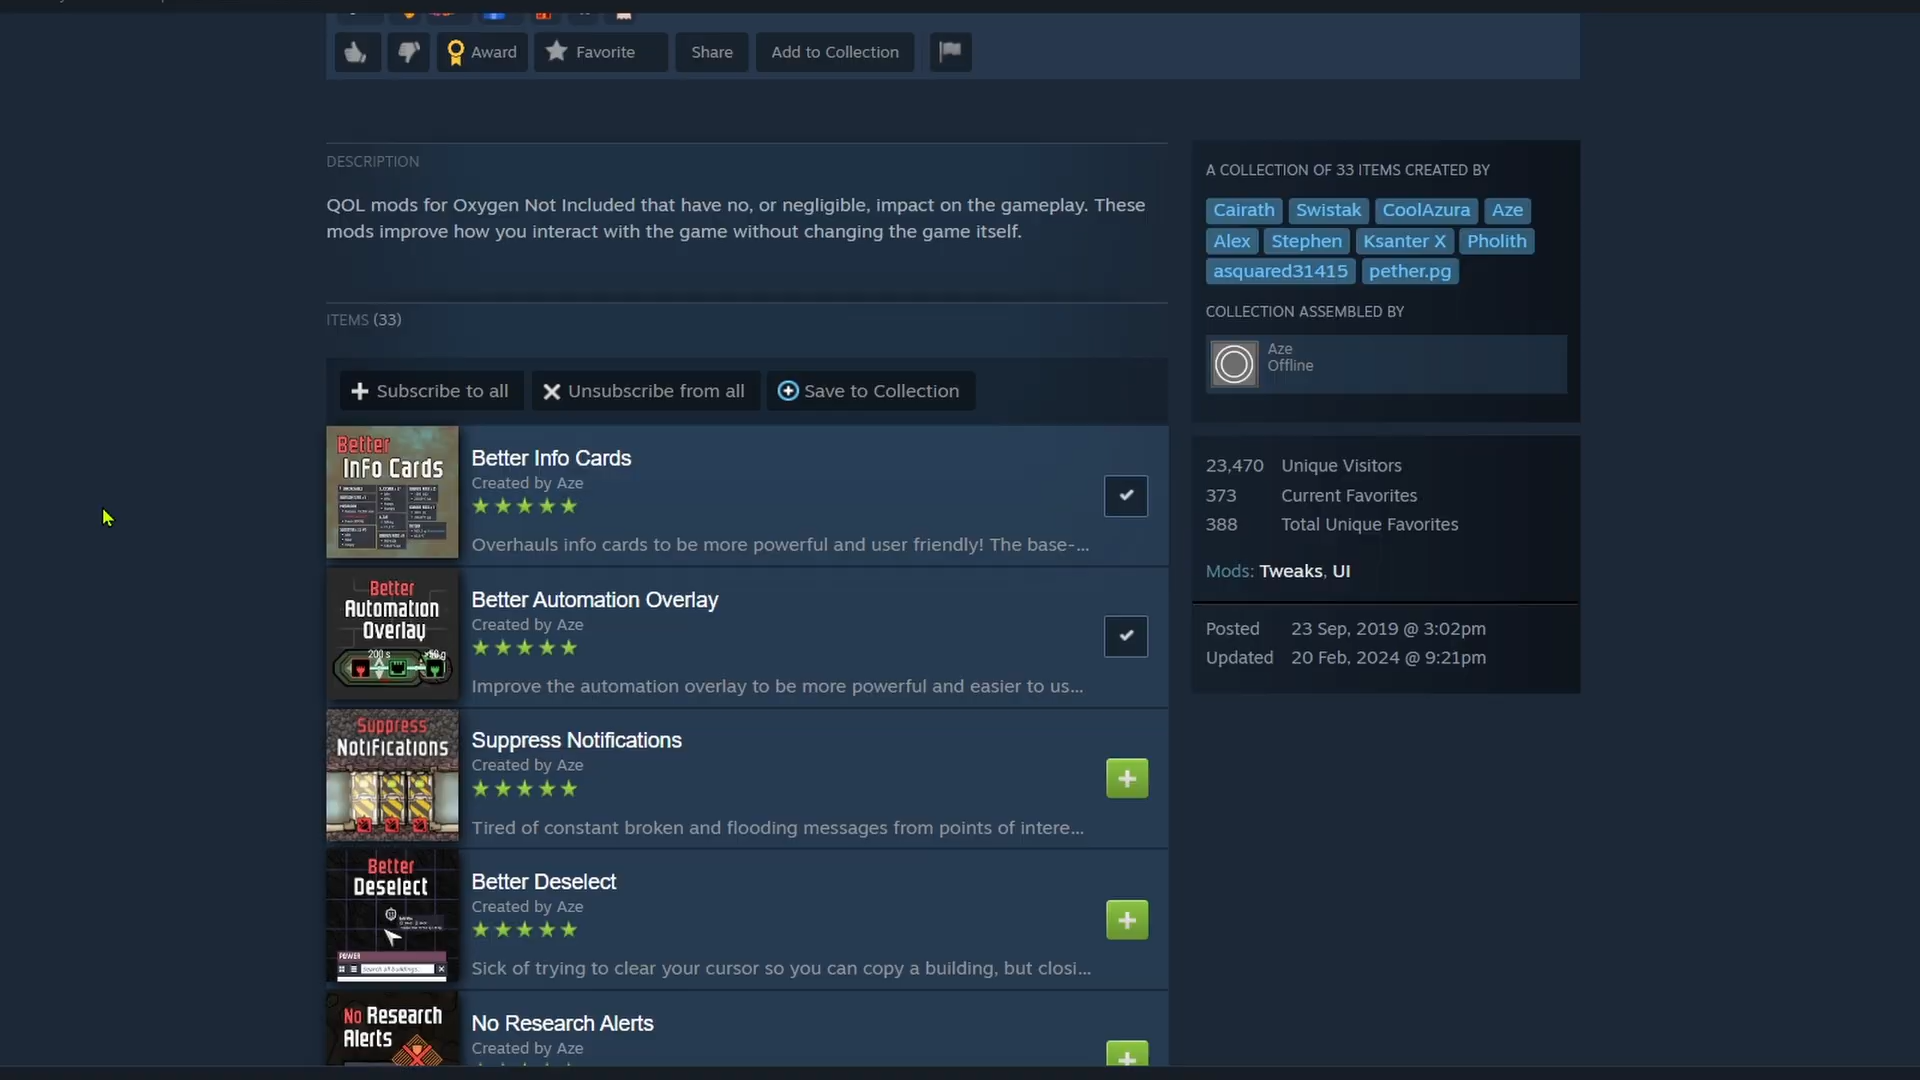 Award
Favorite
Share
Add to Collection
DESCRIPTION
QOL mods for Oxygen Not Included that have no, or negligible, impact on the gameplay. These
mods improve how you interact with the game without changing the game itself.
ITEMS (33)
Subscribe to all
Unsubscribe from all
Save to Collection
Better
Info Cards
Better Info Cards
Created by Aze
Overhauls info cards to be more powerful and user friendly! The base-...
Better
Automation
Overlay
200 s
Better Automation Overlay
Created by Aze
Improve the automation overlay to be more powerful and easier to us...
Suppress
Notifications
Suppress Notifications
Created by Aze
Tired of constant broken and flooding messages from points of intere...
Better
Deselect
POWER
Search all buildings...
Better Deselect
Created by Aze
Sick of trying to clear your cursor so you can copy a building, but closi...
No Research
Alerts
No Research Alerts
Created by Aze
A COLLECTION OF 33 ITEMS CREATED BY
Cairath Swistak CoolAzura Aze
Alex Stephen Ksanter X Pholith
asquared31415 pether.pg
COLLECTION ASSEMBLED BY
Aze
Offline
23,470 Unique Visitors
373 Current Favorites
388 Total Unique Favorites
Mods: Tweaks, UI
Posted 23 Sep, 2019 @ 3:02pm
Updated 20 Feb, 2024 @ 9:21pm